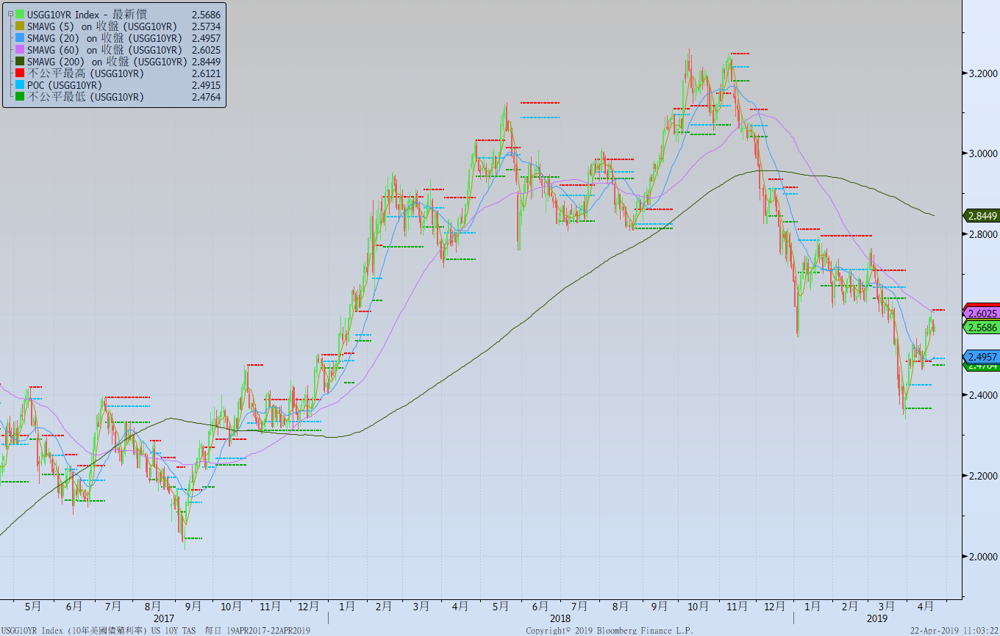 USGG10YR Index - 最新價 2.5686
SMAVG (5) on 收盤 (USGG10YR) 2.5734
SMAVG (20) on 收盤 (USGG10YR) 2.4957
SMAVG (60) on 收盤 (USGG10YR) 2.6025
SMAVG (200) on 收盤 (USGG10YR) 2.8449
不公平最高 (USGG10YR) 2.6121
POC (USGG10YR) 2.4915
不公平最低 (USGG10YR) 2.4764
3.2000
3.0000
2.8449
2.8000
2.6025
2.5686
2.4957
2.4764
2.4000
2.2000
2.0000
5月 6月 7月 8月 9月 10月 11月 12月 1月 2月 3月 4月 5月 6月 7月 8月 9月 10月 11月 12月 1月 2月 3月 4月
2017 2018 2019
USGG10YR Index (10年美國債殖利率) US 10Y TAS 每日 19APR2017-22APR2019 Copyright© 2019 Bloomberg Finance L.P. 22-Apr-2019 11:03:22